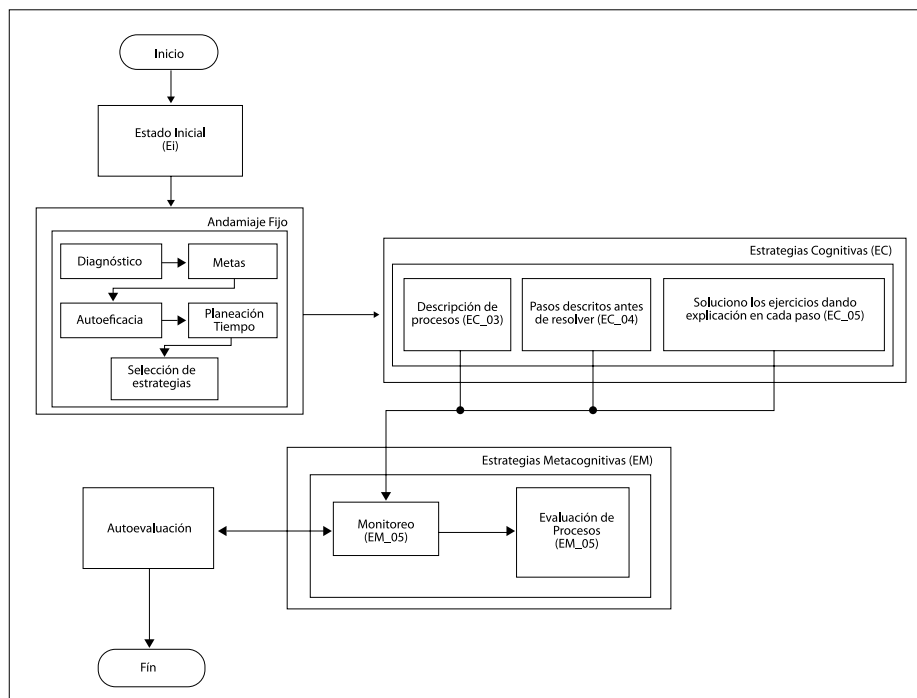 Inicio
Estado Inicial
(Ei)
Andamiaje Fijo
Diagnóstico
Metas
Autoeficacia
Planeación
Tiempo
Selección de
estrategias
Estrategias Cognitivas (EC)
Descripción de
procesos (EC_03)
Pasos descritos antes
de resolver (EC_04)
Soluciono los ejercicios dando
explicación en cada paso (EC_05)
Estrategias Metacognitivas (EM)
Monitoreo
(EM_05)
Evaluación de
Procesos
(EM_05)
Autoevaluación
Fín